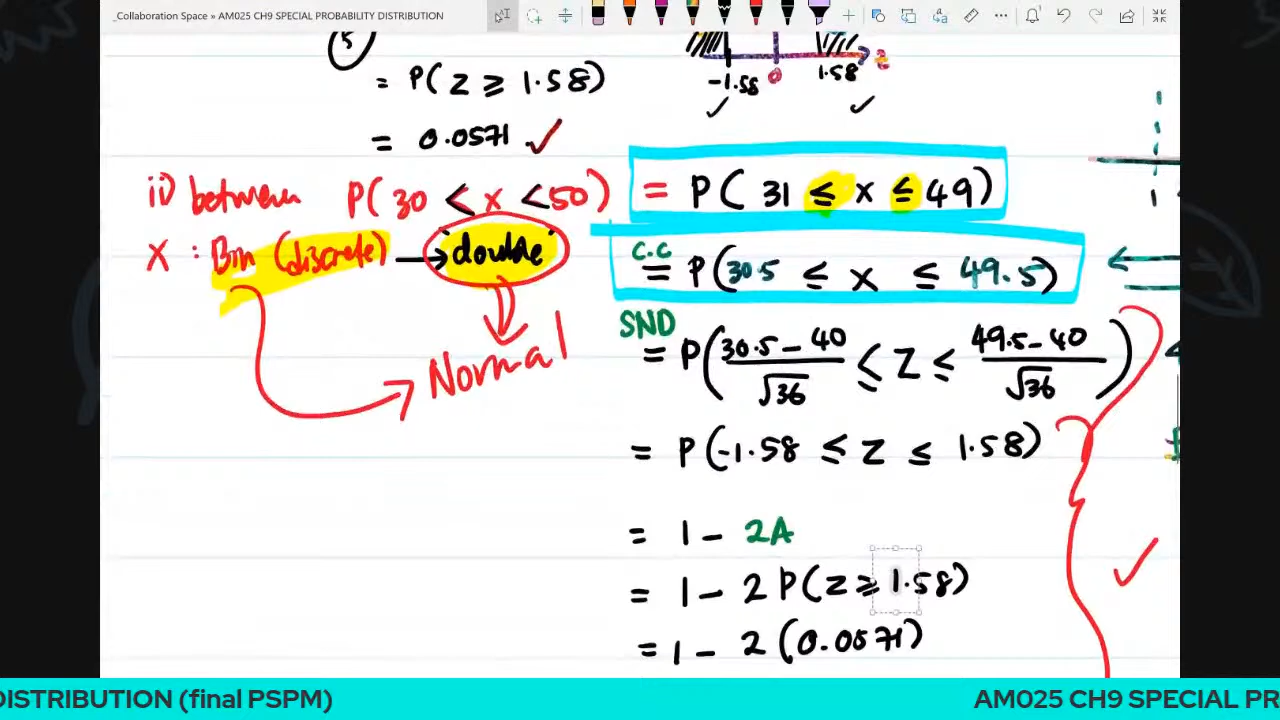 _Collaboration Space » AM025 CH9 SPECIAL PROBABILITY DISTRIBUTION
5
= P(Z ≥ 1.58)
-1.58 0 1.58 z
= 0.0571 ✓
ii) between P(30 < x < 50) = P(31 ≤ x ≤ 49)
X : Bin (discrete) → "double"
C.C
= P(30.5 ≤ x ≤ 49.5)
Normal
SND
= P(30.5 - 40/√36 ≤ Z ≤ 49.5 - 40/√36)
= P(-1.58 ≤ Z ≤ 1.58)
= 1 - 2A
= 1 - 2 P(Z ≥ 1.58)
= 1 - 2 (0.0571)
1
DISTRIBUTION (final PSPM) AM025 CH9 SPECIAL PR